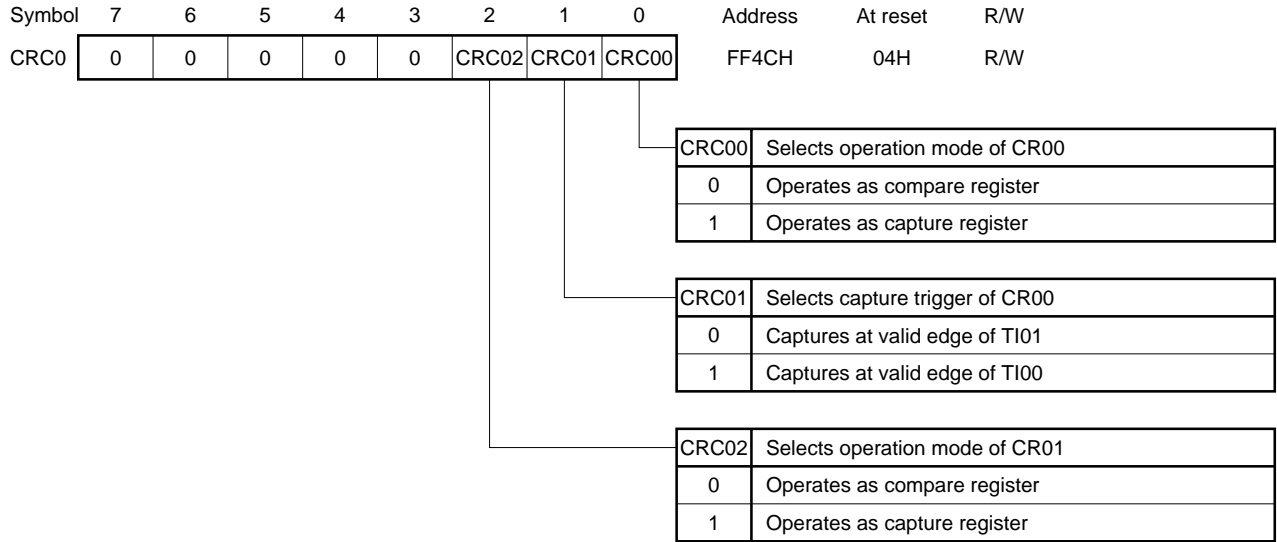 Symbol 7 6 5 4 3 2 1 0 Address At reset R/W
CRC0 0 0 0 0 0 CRC02 CRC01 CRC00 FF4CH 04H R/W
CRC00 Selects operation mode of CR00
0 Operates as compare register
1 Operates as capture register
CRC01 Selects capture trigger of CR00
0 Captures at valid edge of TI01
1 Captures at valid edge of TI00
CRC02 Selects operation mode of CR01
0 Operates as compare register
1 Operates as capture register